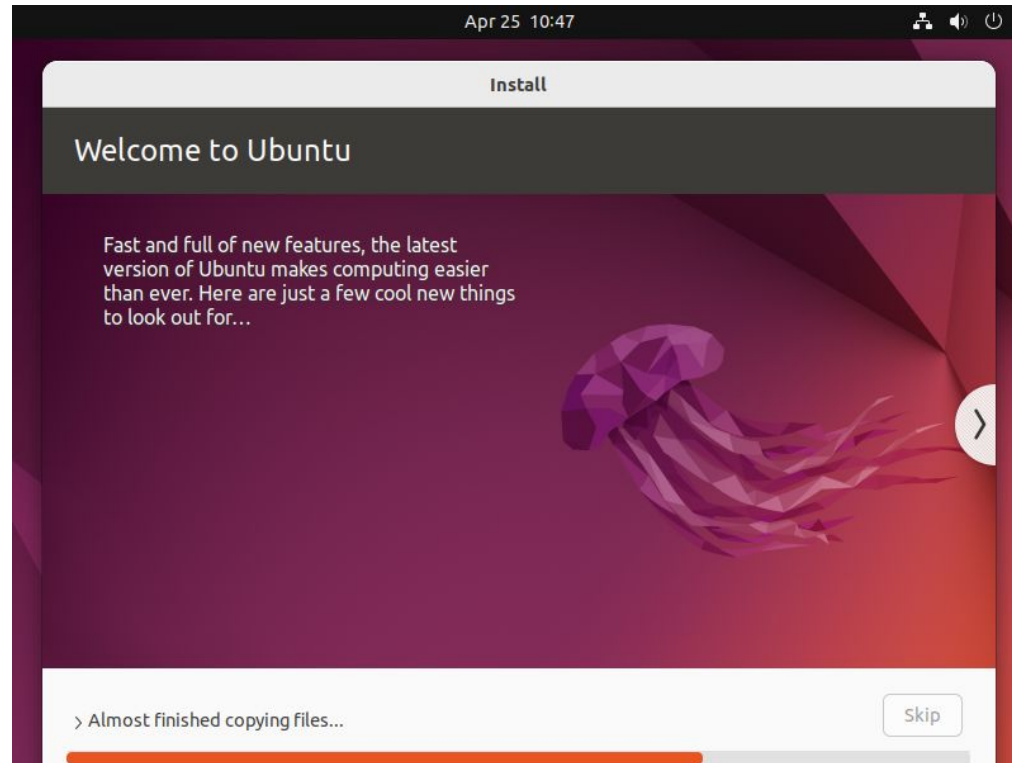 Apr 25 10:47
Install
Welcome to Ubuntu
Fast and full of new features, the latest
version of Ubuntu makes computing easier
than ever. Here are just a few cool new things
to look out for…
Almost finished copying files...
Skip